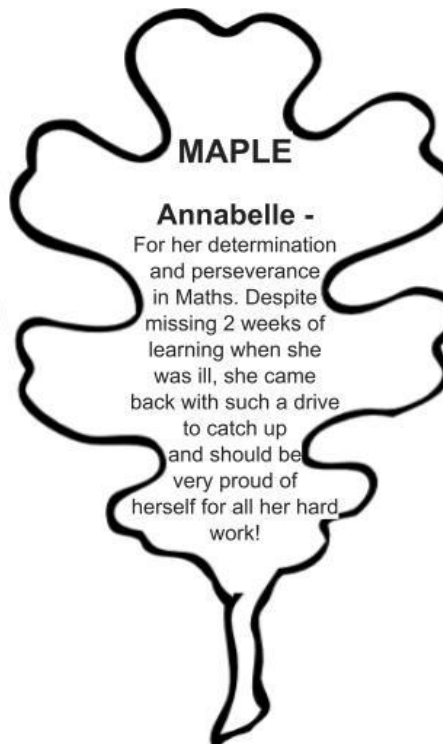 MAPLE
Annabelle -
For her determination
and perseverance
in Maths. Despite
missing 2 weeks of
learning when she
was ill, she came
back with such a drive
to catch up
and should be
very proud of
herself for all her hard
work!